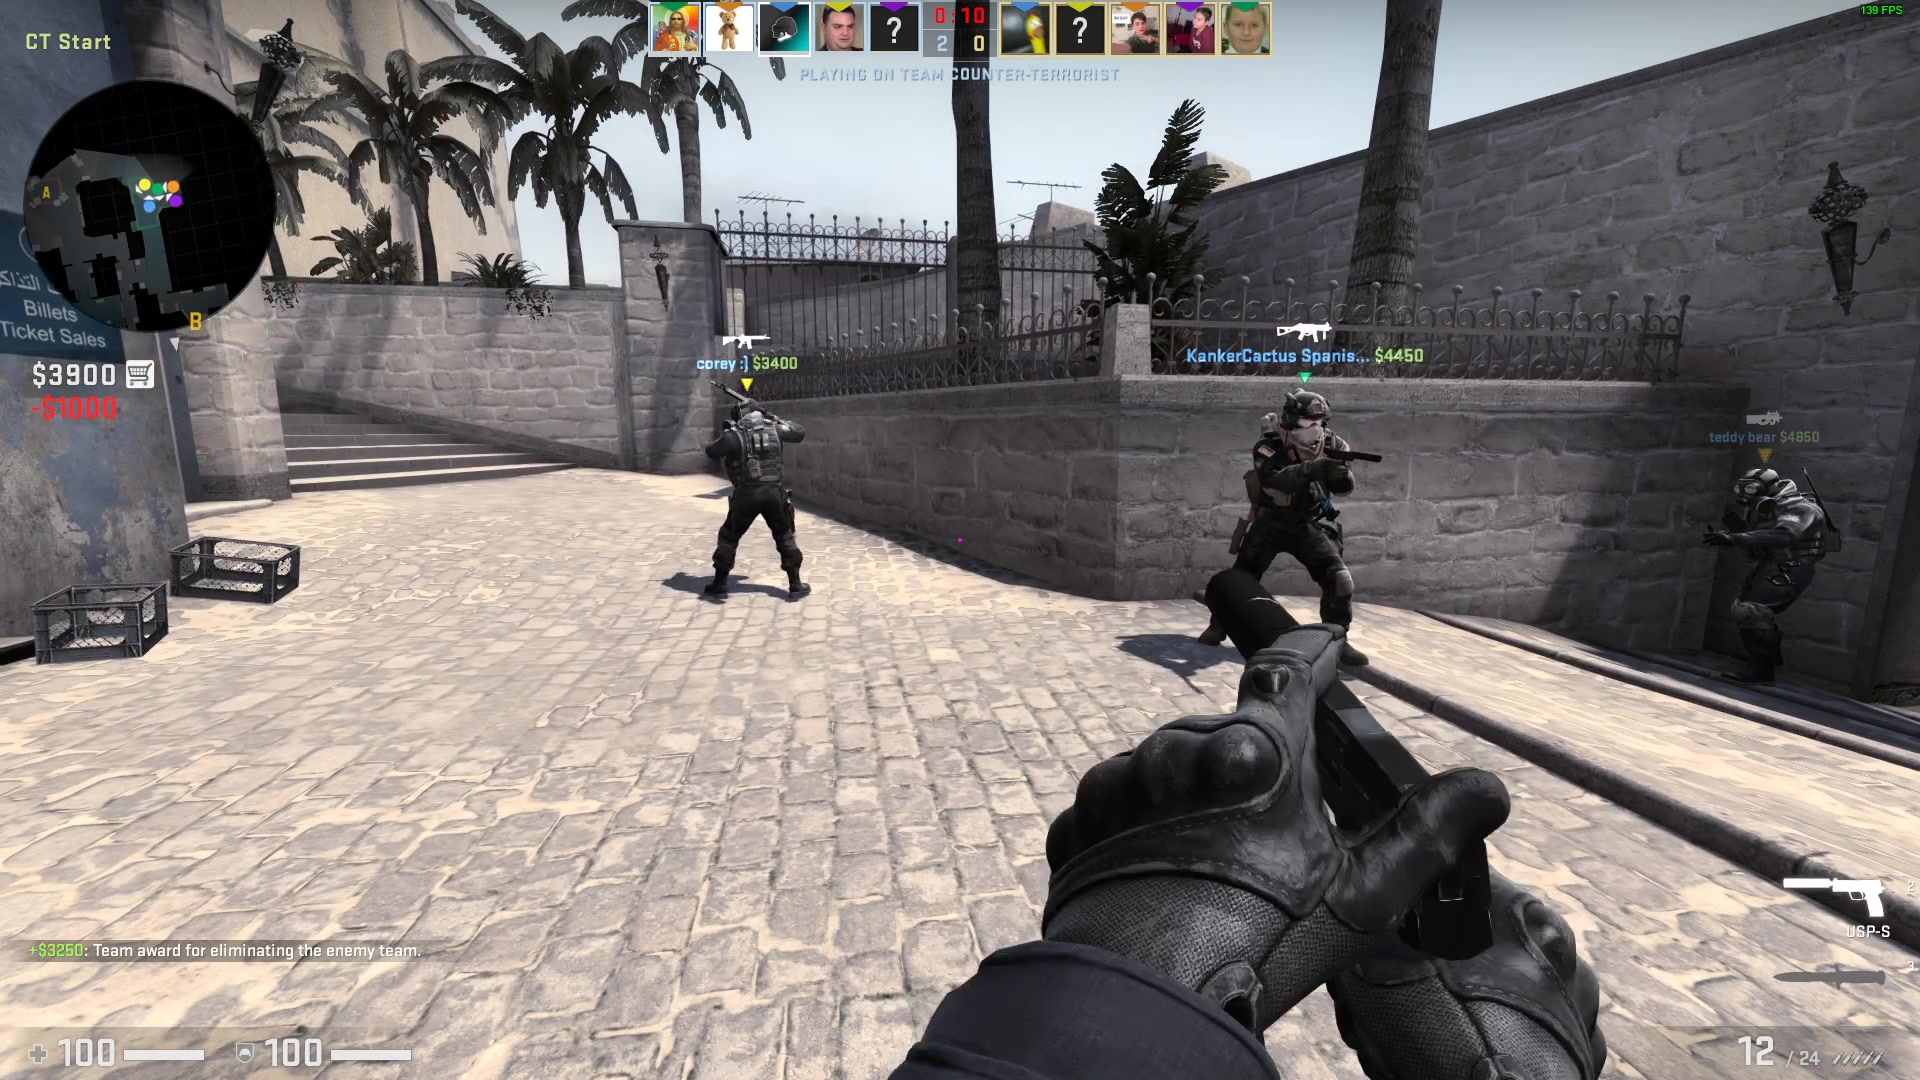 139 FPS
CT Start
0:10
2 0
PLAYING ON TEAM COUNTER-TERRORIST
? ?
A
B
Billets
Ticket Sales
$3900
-$1000
corey :] $3400
KankerCactus Spanis... $4450
teddy bear $4850
2
USP-S
3
+$3250: Team award for eliminating the enemy team.
100 100
12 / 24